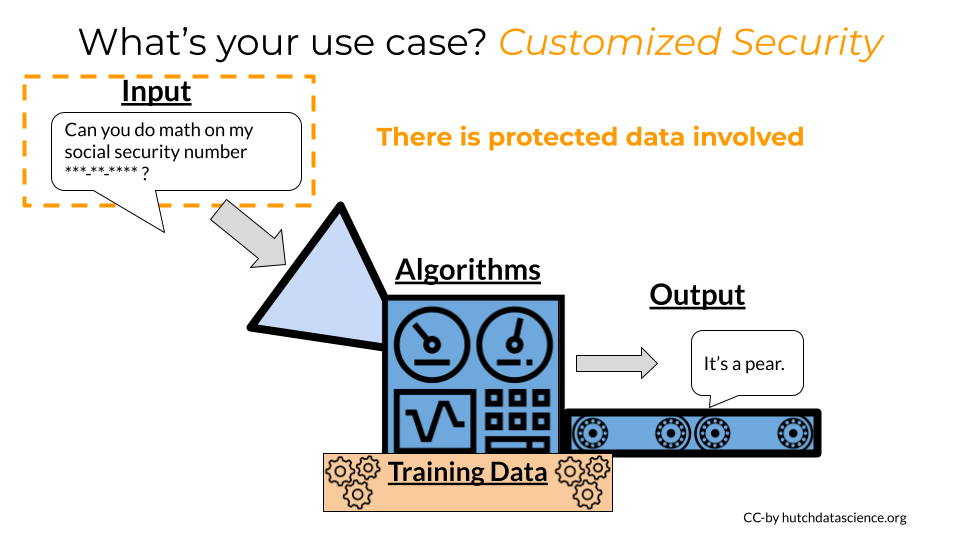 What's your use case? Customized Security
Input
Can you do math on my
social security number
***-**-**** ?
There is protected data involved
Algorithms
Output
It's a pear.
Training Data
CC-by hutchdatascience.org